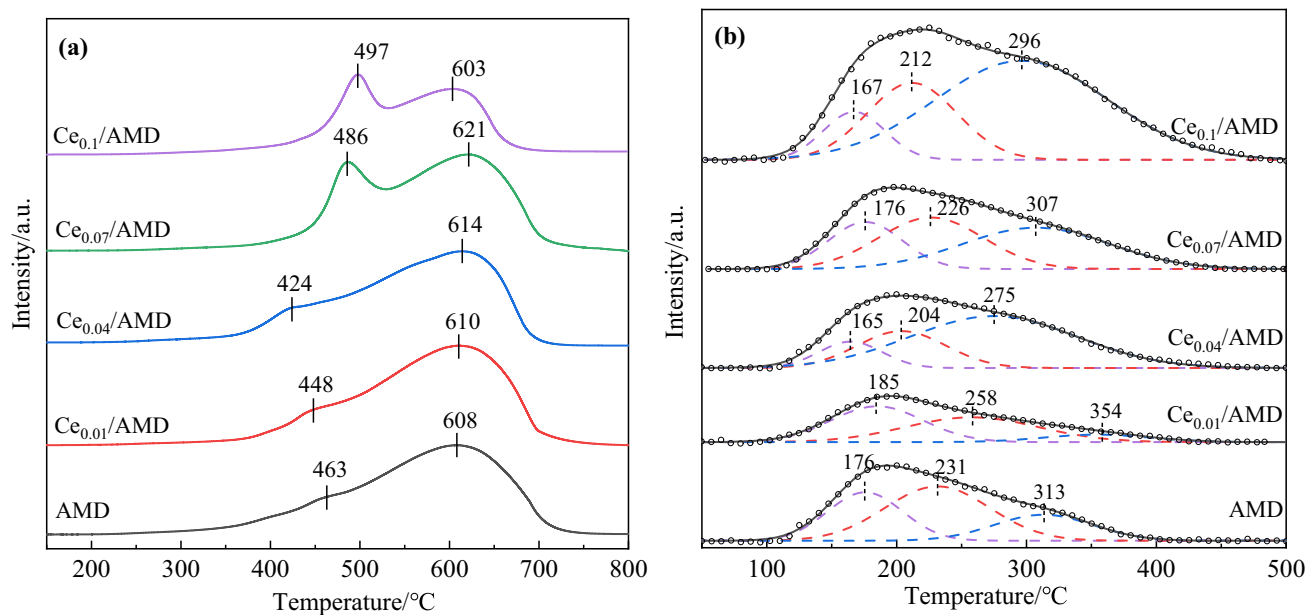 (a)
497
603
Ce0.1/AMD
486
621
Ce0.07/AMD
614
424
Ce0.04/AMD
610
448
Ce0.01/AMD
608
463
AMD
200 300 400 500 600 700 800
Temperature/°C
Intensity/a.u.
(b)
296
212
167
Ce0.1/AMD
176 226 307
Ce0.07/AMD
275
165 204
Ce0.04/AMD
185
258
354
Ce0.01/AMD
176 231
313
AMD
100 200 300 400 500
Temperature/°C
Intensity/a.u.